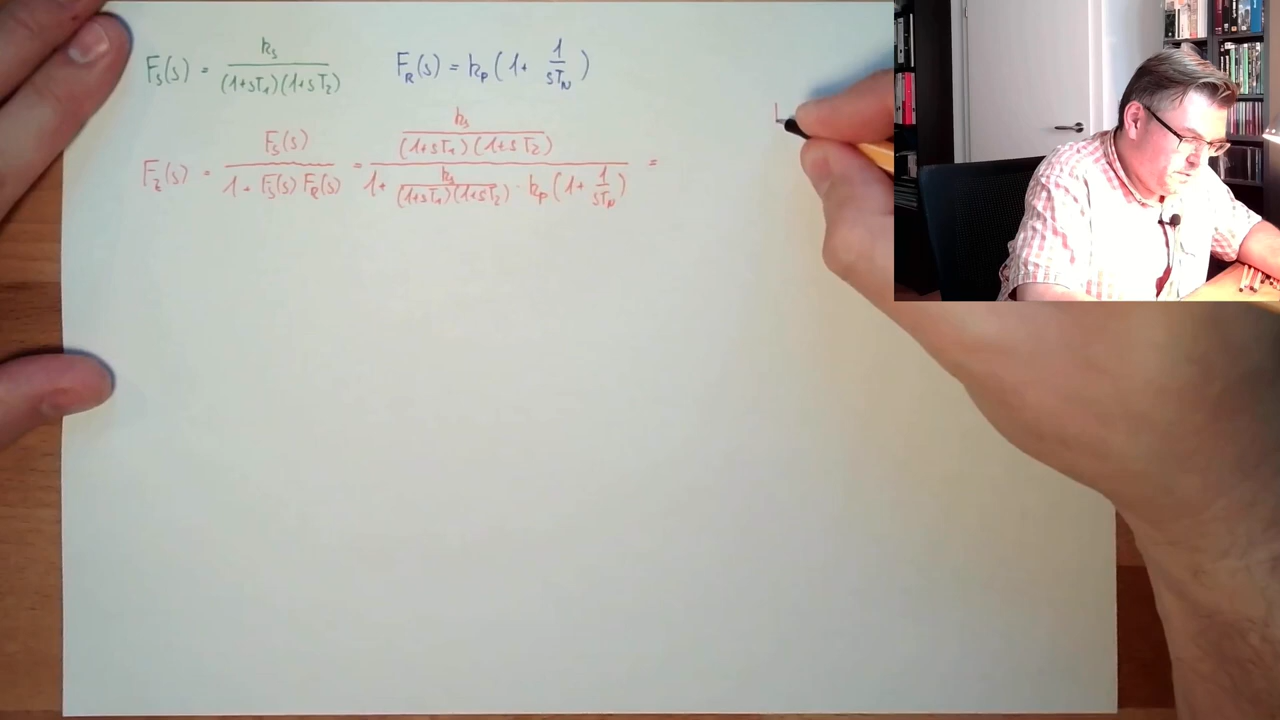 F_S(s) = k_S / ((1+sT_1)(1+sT_2))    F_R(s) = k_P (1 + 1/(sT_N))
F_z(s) = F_S(s) / (1 + F_S(s) F_R(s)) = (k_S / ((1+sT_1)(1+sT_2))) / (1 + k_S / ((1+sT_1)(1+sT_2)) · k_P (1 + 1/(sT_N))) =